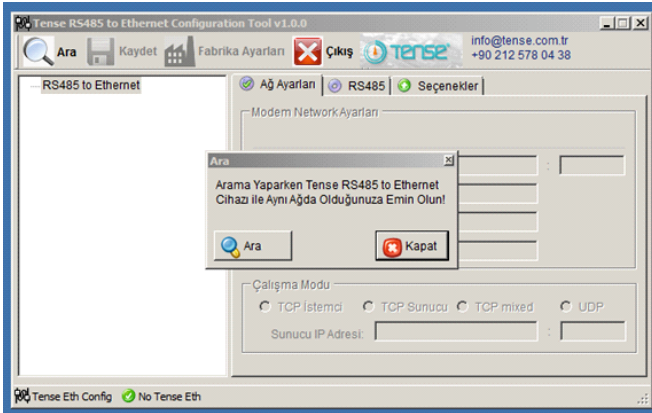 Tense RS485 to Ethernet Configuration Tool v1.0.0
Ara
Kaydet
Fabrika Ayarları
Çıkış
TENSE
info@tense.com.tr
+90 212 578 04 38
RS485 to Ethernet
Ağ Ayarları
RS485
Seçenekler
Modem Network Ayarları
:
Ara
Arama Yaparken Tense RS485 to Ethernet
Cihazı ile Aynı Ağda Olduğunuza Emin Olun!
Ara
Kapat
Çalışma Modu
TCP İstemci
TCP Sunucu
TCP mixed
UDP
Sunucu IP Adresi:
:
Tense Eth Config
No Tense Eth